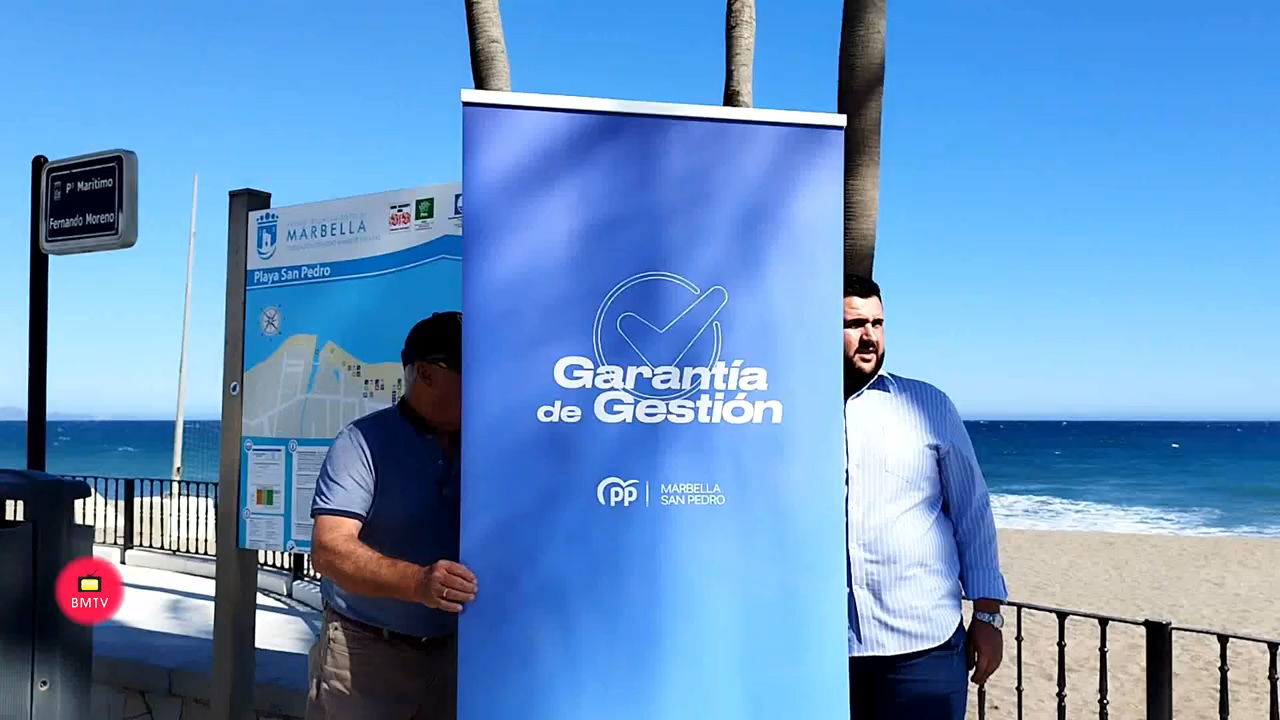 Pº Marítimo
Fernando Moreno
MARBELLA
Playa San Pedro
Garantía
de Gestión
PP
MARBELLA
SAN PEDRO
BMTV